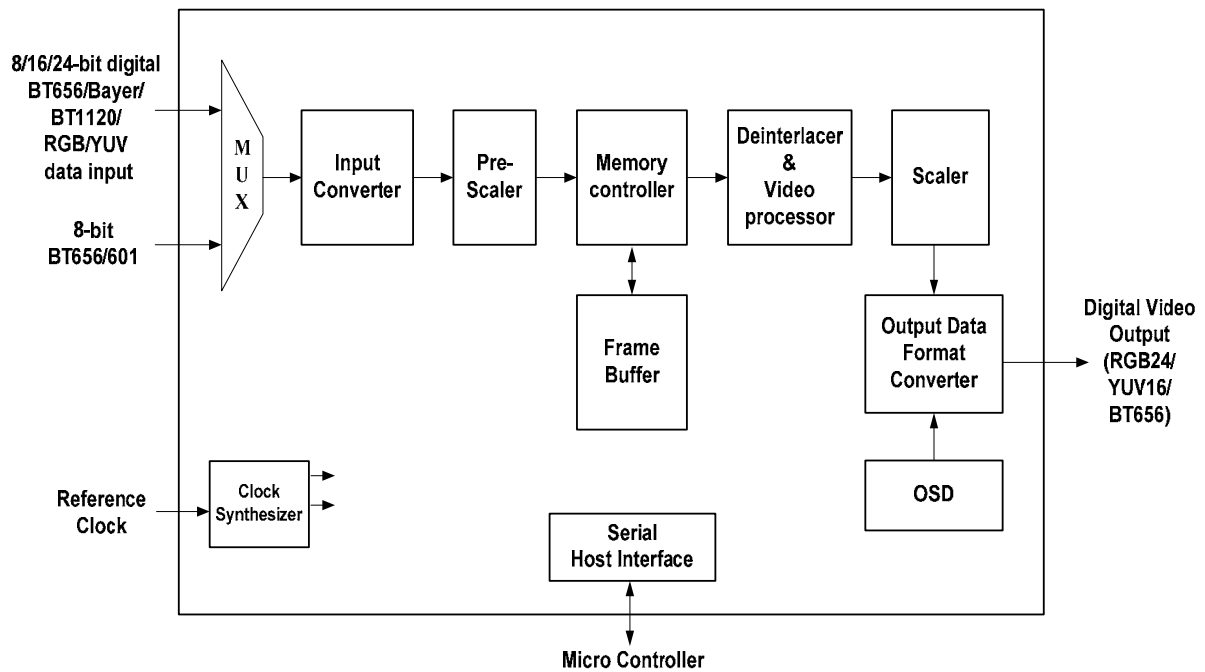 8/16/24-bit digital
BT656/Bayer/
BT1120/
RGB/YUV
data input
8-bit
BT656/601
M
U
X
Input
Converter
Pre-
Scaler
Memory
controller
Deinterlacer
&
Video
processor
Scaler
Frame
Buffer
Output Data
Format
Converter
Digital Video
Output
(RGB24/
YUV16/
BT656)
OSD
Reference
Clock
Clock
Synthesizer
Serial
Host Interface
Micro Controller